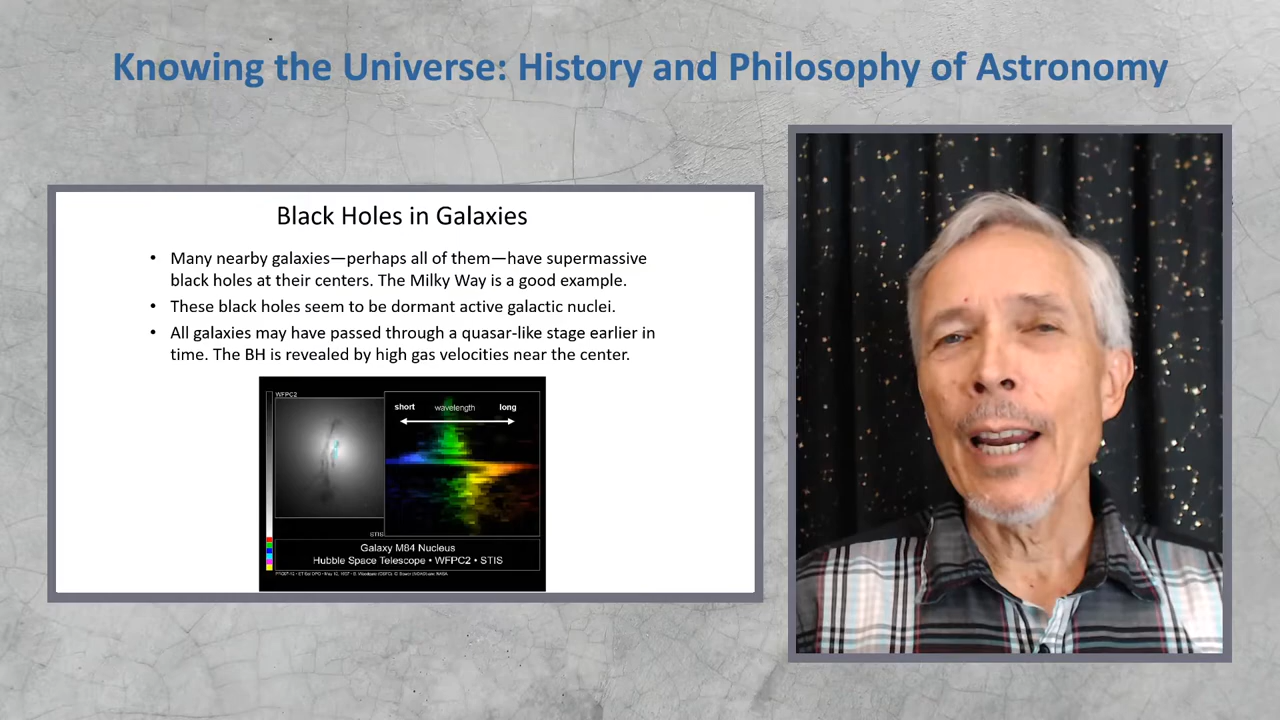 Knowing the Universe: History and Philosophy of Astronomy
Black Holes in Galaxies
• Many nearby galaxies—perhaps all of them—have supermassive
black holes at their centers. The Milky Way is a good example.
• These black holes seem to be dormant active galactic nuclei.
• All galaxies may have passed through a quasar-like stage earlier in
time. The BH is revealed by high gas velocities near the center.
WFPC2
short wavelength long
STIS
Galaxy M84 Nucleus
Hubble Space Telescope • WFPC2 • STIS